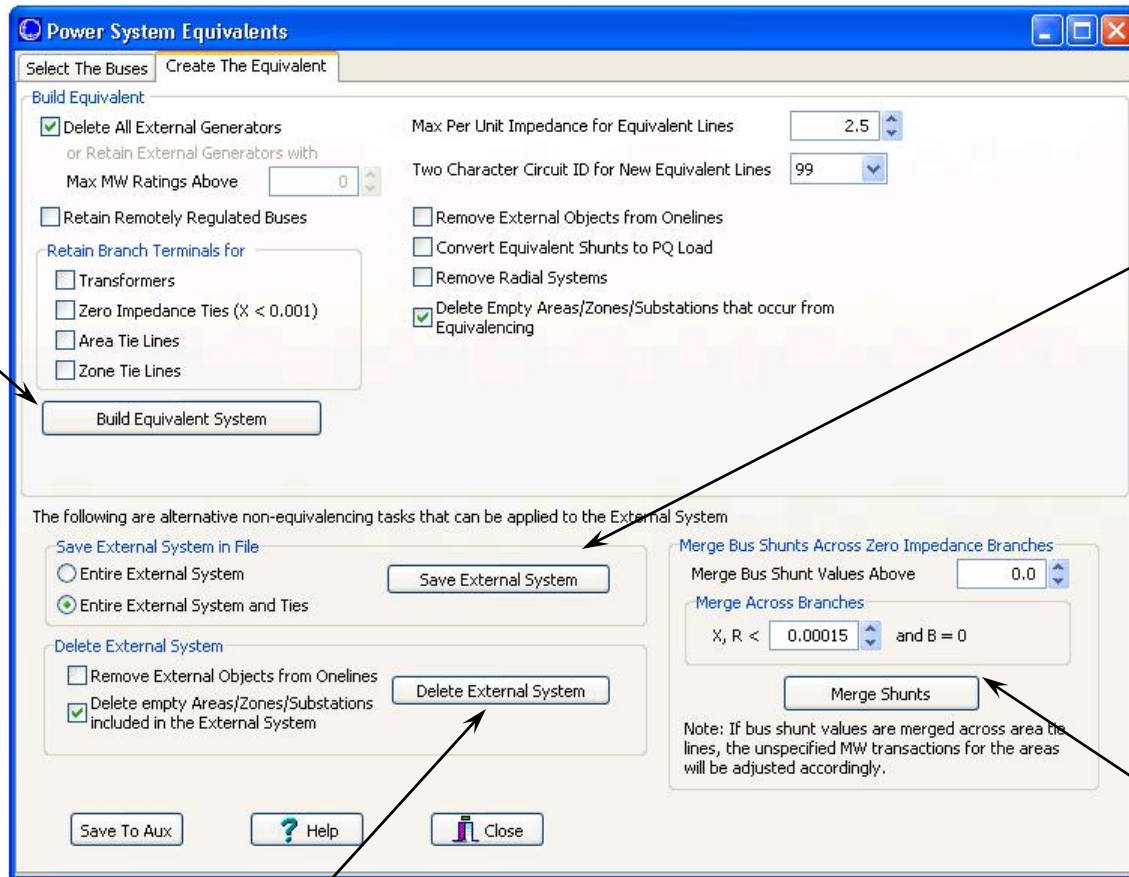 Power System Equivalents
Select The Buses
Create The Equivalent
Build Equivalent
Delete All External Generators
or Retain External Generators with
Max MW Ratings Above
0
Retain Remotely Regulated Buses
Retain Branch Terminals for
Transformers
Zero Impedance Ties (X < 0.001)
Area Tie Lines
Zone Tie Lines
Build Equivalent System
Max Per Unit Impedance for Equivalent Lines
2.5
Two Character Circuit ID for New Equivalent Lines
99
Remove External Objects from Onelines
Convert Equivalent Shunts to PQ Load
Remove Radial Systems
Delete Empty Areas/Zones/Substations that occur from
Equivalencing
The following are alternative non-equivalencing tasks that can be applied to the External System
Save External System in File
Entire External System
Entire External System and Ties
Save External System
Delete External System
Remove External Objects from Onelines
Delete empty Areas/Zones/Substations
included in the External System
Delete External System
Merge Bus Shunts Across Zero Impedance Branches
Merge Bus Shunt Values Above
0.0
Merge Across Branches
X, R <
0.00015
and B = 0
Merge Shunts
Note: If bus shunt values are merged across area tie
lines, the unspecified MW transactions for the areas
will be adjusted accordingly.
Save To Aux
? Help
Close